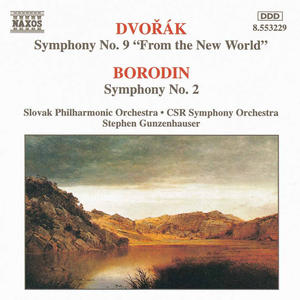 NAXOS
DDD
8.553229
DVOŘÁK
Symphony No. 9 “From the New World”
BORODIN
Symphony No. 2
Slovak Philharmonic Orchestra • CSR Symphony Orchestra
Stephen Gunzenhauser